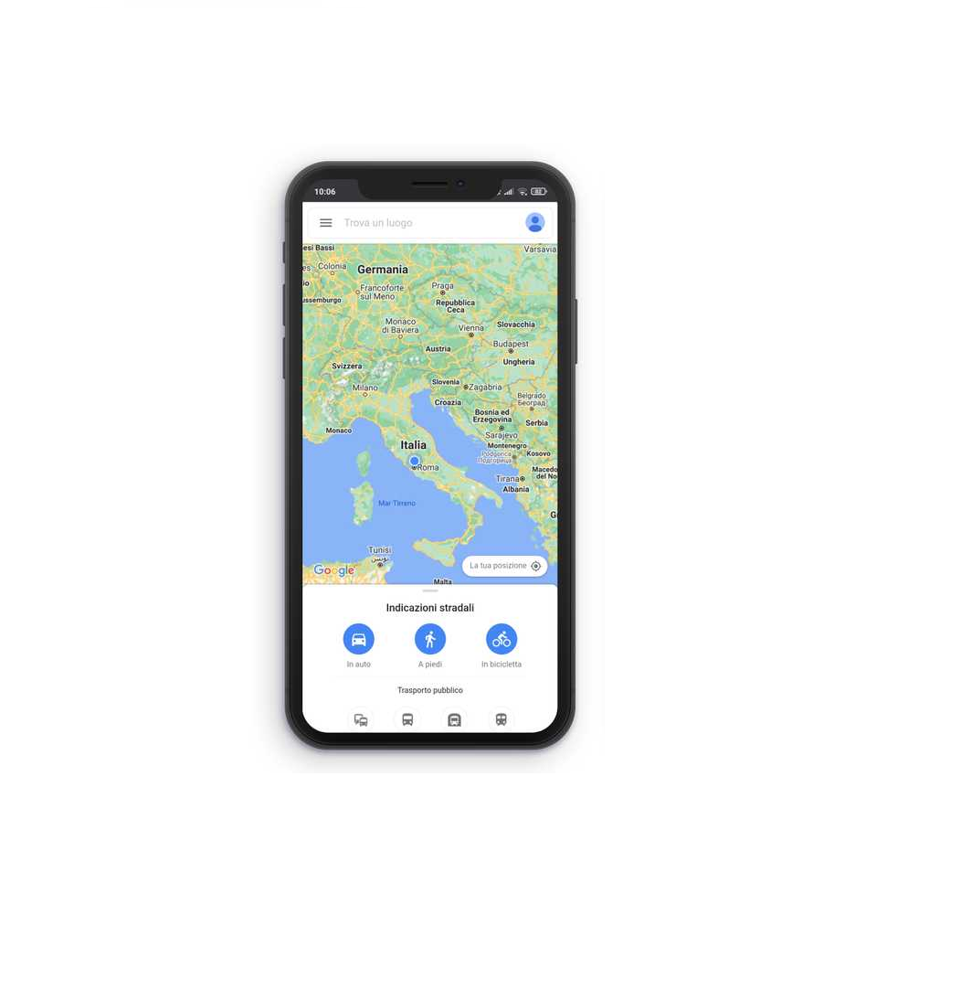 10:06
Trova un luogo
esi Bassi
Varsavia
es
Colonia
Germania
io
Francoforte
sul Meno
Praga
ussemburgo
Repubblica
Ceca
Monaco
di Baviera
Vienna
Slovacchia
Budapest
Austria
Ungheria
Svizzera
Slovenia
Milano
Zagabria
Croazia
Belgrado
Београд
Bosnia ed
Erzegovina
Serbia
Monaco
Sarajevo
Italia
Montenegro
Podgorica
Подгорица
Kosovo
Roma
Macedo
del No
Tirana
Albania
Mar Tirreno
G
Tunisi
تونس
Google
La tua posizione
Malta
Indicazioni stradali
In auto
A piedi
In bicicletta
Trasporto pubblico